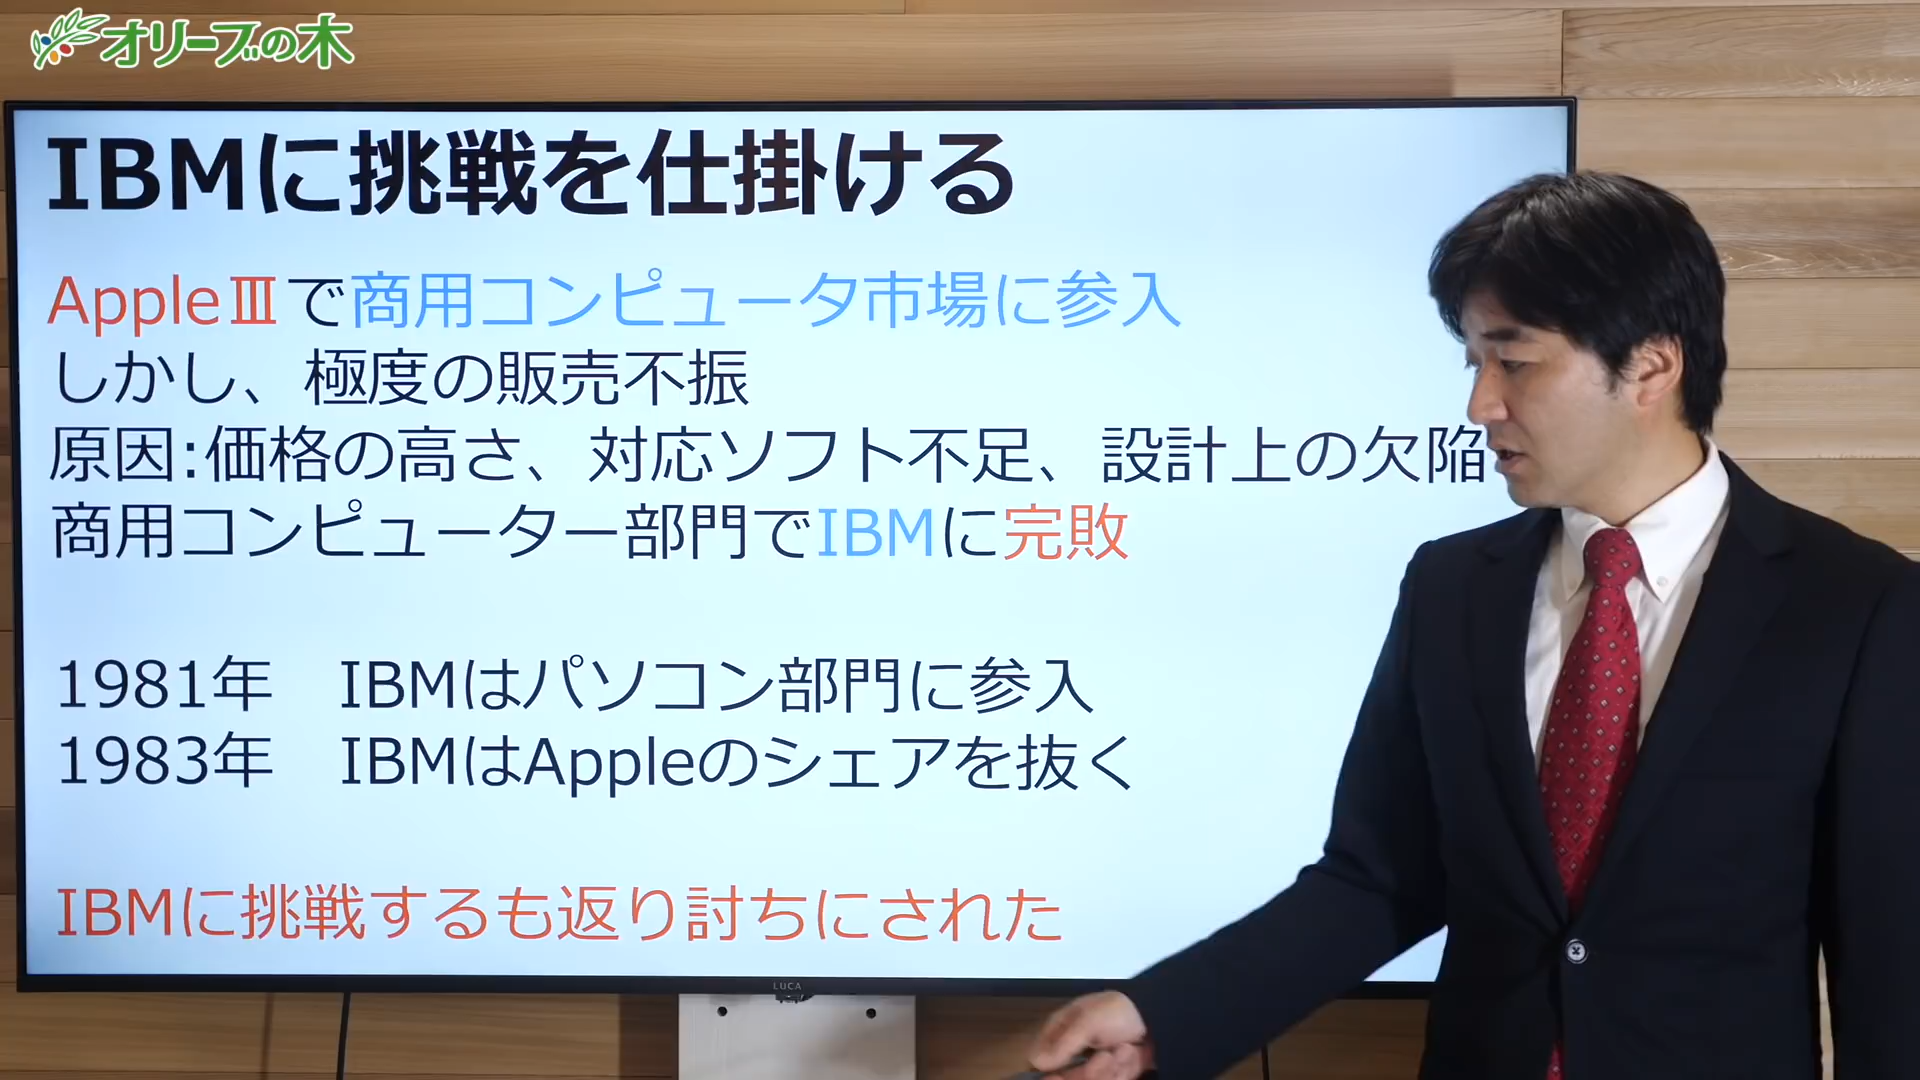 オリーブの木
IBMに挑戦を仕掛ける
AppleⅢで商用コンピュータ市場に参入
しかし、極度の販売不振
原因:価格の高さ、対応ソフト不足、設計上の欠陥
商用コンピューター部門でIBMに完敗
1981年　IBMはパソコン部門に参入
1983年　IBMはAppleのシェアを抜く
IBMに挑戦するも返り討ちにされた
LUCA